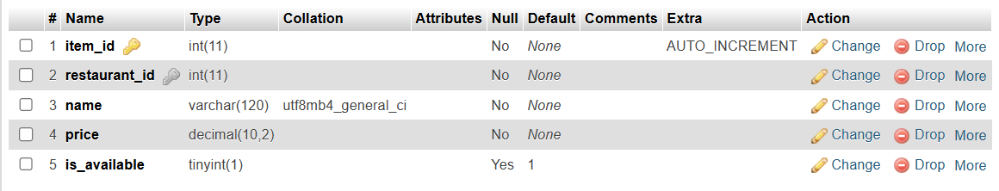 # Name Type Collation Attributes Null Default Comments Extra Action
1 item_id int(11) No None AUTO_INCREMENT Change Drop More
2 restaurant_id int(11) No None Change Drop More
3 name varchar(120) utf8mb4_general_ci No None Change Drop More
4 price decimal(10,2) No None Change Drop More
5 is_available tinyint(1) Yes 1 Change Drop More